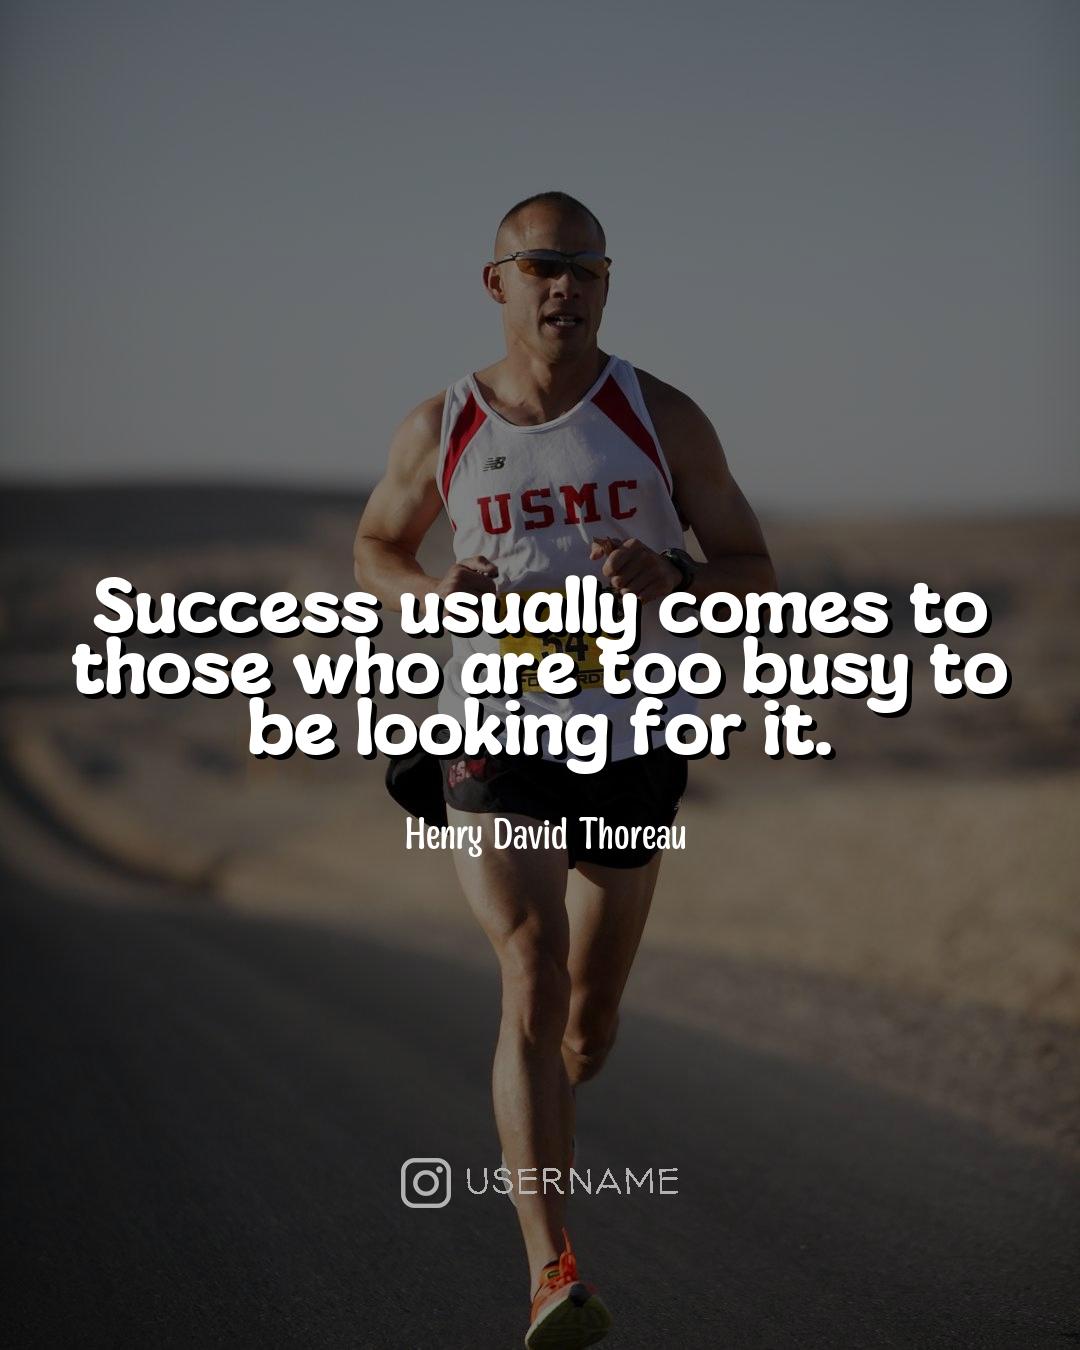 USMC
Success usually comes to
those who are too busy to
be looking for it.
54
Henry David Thoreau
USERNAME